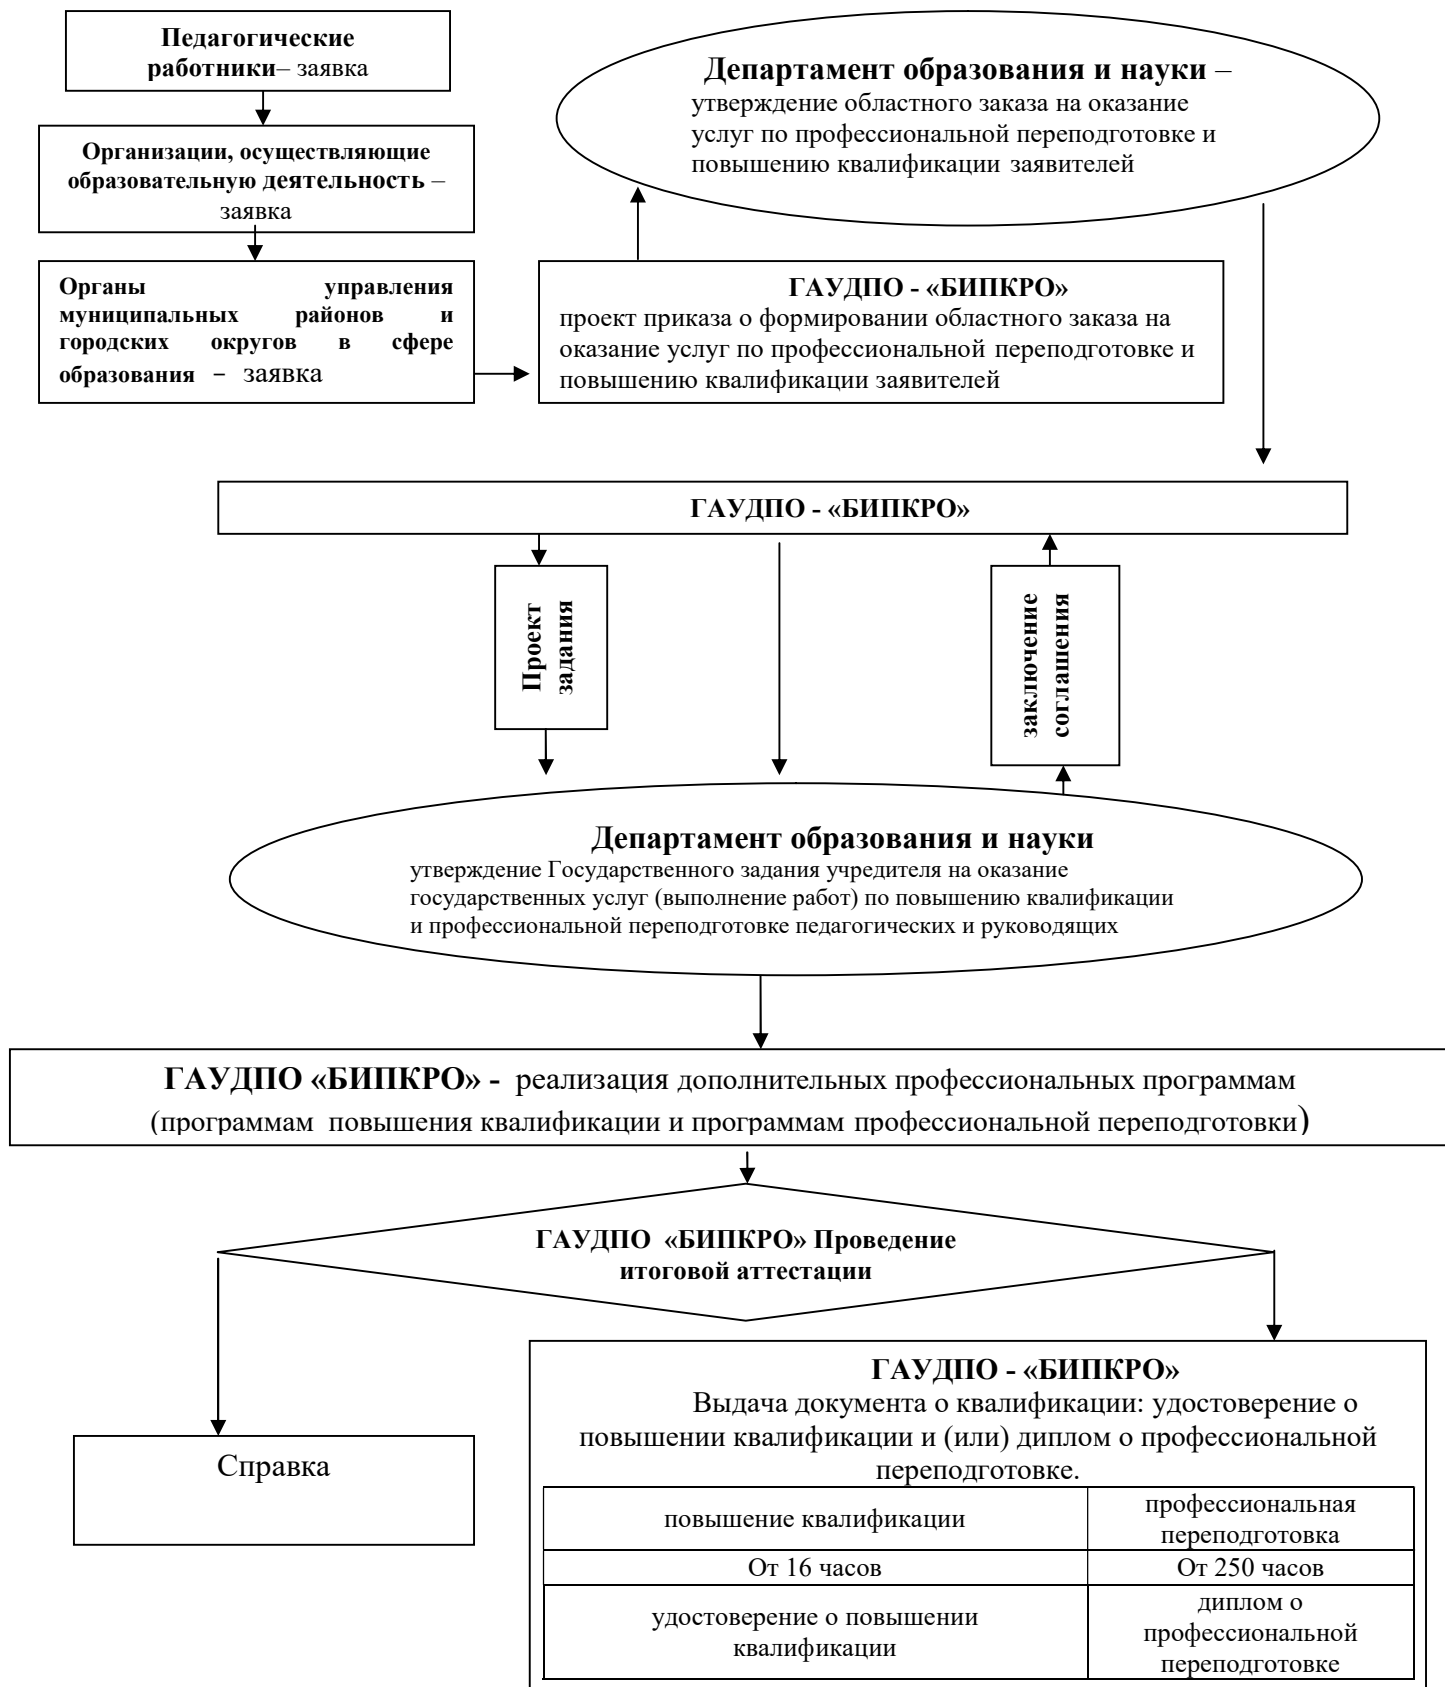 Педагогические
работники– заявка
Организации, осуществляющие
образовательную деятельность –
заявка
Органы управления
муниципальных районов и
городских округов в сфере
образования – заявка
Департамент образования и науки –
утверждение областного заказа на оказание
услуг по профессиональной переподготовке и
повышению квалификации заявителей
ГАУДПО - «БИПКРО»
проект приказа о формировании областного заказа на
оказание услуг по профессиональной переподготовке и
повышению квалификации заявителей
ГАУДПО - «БИПКРО»
Проект
задания
заключение
соглашения
Департамент образования и науки
утверждение Государственного задания учредителя на оказание
государственных услуг (выполнение работ) по повышению квалификации
и профессиональной переподготовке педагогических и руководящих
ГАУДПО «БИПКРО» - реализация дополнительных профессиональных программам
(программам повышения квалификации и программам профессиональной переподготовки)
ГАУДПО «БИПКРО» Проведение
итоговой аттестации
Справка
ГАУДПО - «БИПКРО»
Выдача документа о квалификации: удостоверение о
повышении квалификации и (или) диплом о профессиональной
переподготовке.
повышение квалификации
профессиональная
переподготовка
От 16 часов
От 250 часов
удостоверение о повышении
квалификации
диплом о
профессиональной
переподготовке